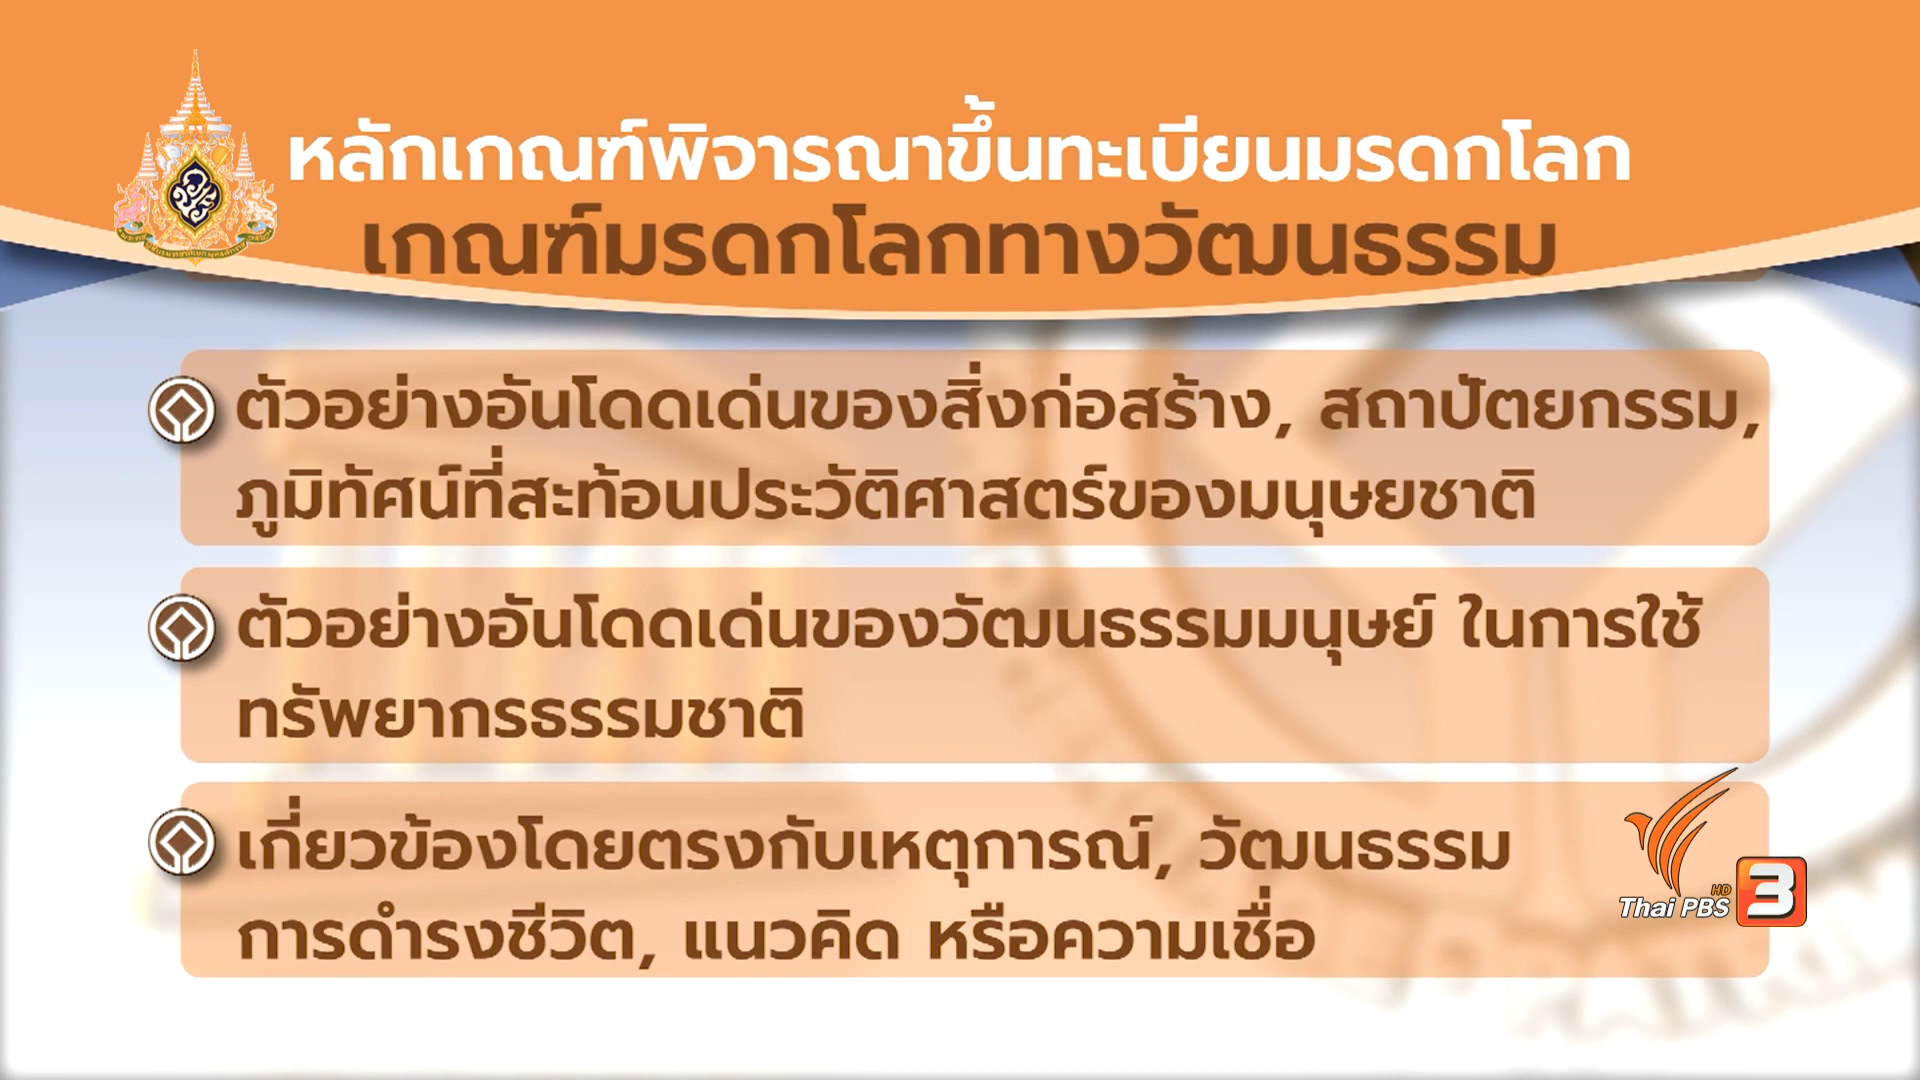 หลักเกณฑ์พิจารณาขึ้นทะเบียนมรดกโลก
เกณฑ์มรดกโลกทางวัฒนธรรม
ตัวอย่างอันโดดเด่นของสิ่งก่อสร้าง, สถาปัตยกรรม,
ภูมิทัศน์ที่สะท้อนประวัติศาสตร์ของมนุษยชาติ
ตัวอย่างอันโดดเด่นของวัฒนธรรมมนุษย์ ในการใช้
ทรัพยากรธรรมชาติ
เกี่ยวข้องโดยตรงกับเหตุการณ์, วัฒนธรรม
การดำรงชีวิต, แนวคิด หรือความเชื่อ
HD
Thai PBS 3